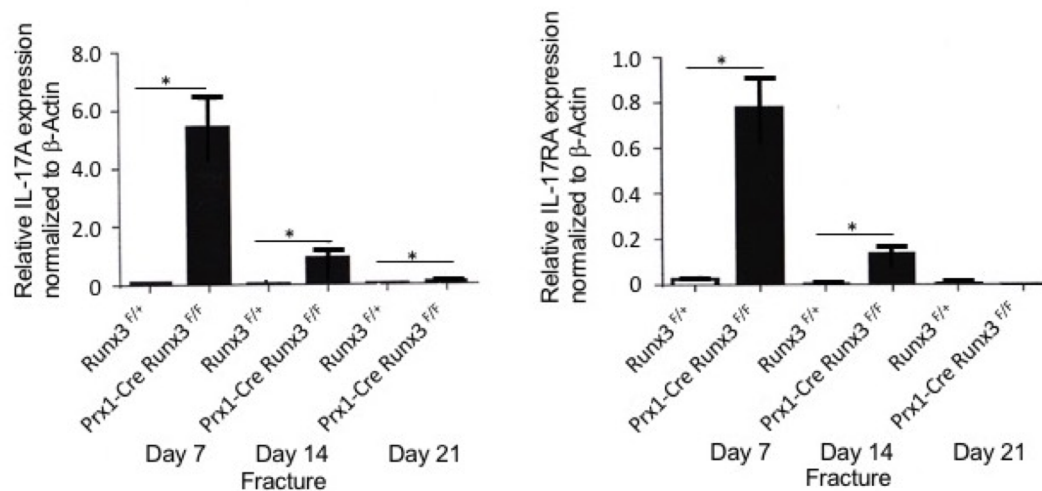 Relative IL-17A expression
normalized to β-Actin
8.0
6.0
4.0
2.0
0
*
*
*
Runx3 F/+
Prx1-Cre Runx3 F/F
Runx3 F/+
Prx1-Cre Runx3 F/F
Runx3 F/+
Prx1-Cre Runx3 F/F
Day 7 Day 14 Day 21
Fracture
Relative IL-17RA expression
normalized to β-Actin
1.0
0.8
0.6
0.4
0.2
0
*
*
Runx3 F/+
Prx1-Cre Runx3 F/F
Runx3 F/+
Prx1-Cre Runx3 F/F
Runx3 F/+
Prx1-Cre Runx3 F/F
Day 7 Day 14 Day 21
Fracture